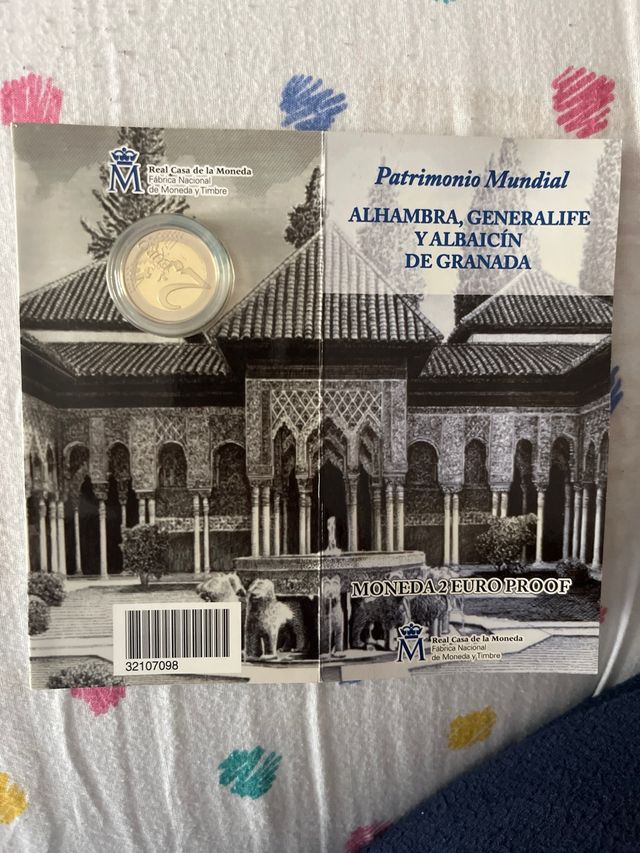 Real Casa de la Moneda
Fábrica Nacional
de Moneda y Timbre
Patrimonio Mundial
ALHAMBRA, GENERALIFE
Y ALBAICÍN
DE GRANADA
2
MONEDA 2 EURO PROOF
Real Casa de la Moneda
Fábrica Nacional
de Moneda y Timbre
32107098